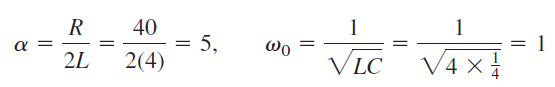 α = R/2L = 40/2(4) = 5, ω₀ = 1/√LC = 1/√4 × 1/4 = 1